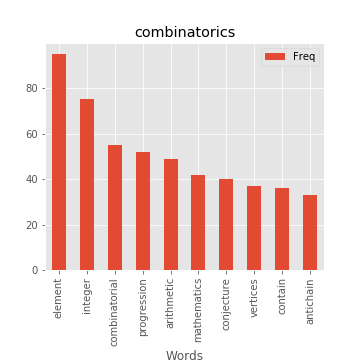 combinatorics
Freq
80
60
40
20
0
element
integer
combinatorial
progression
arithmetic
mathematics
conjecture
vertices
contain
antichain
Words